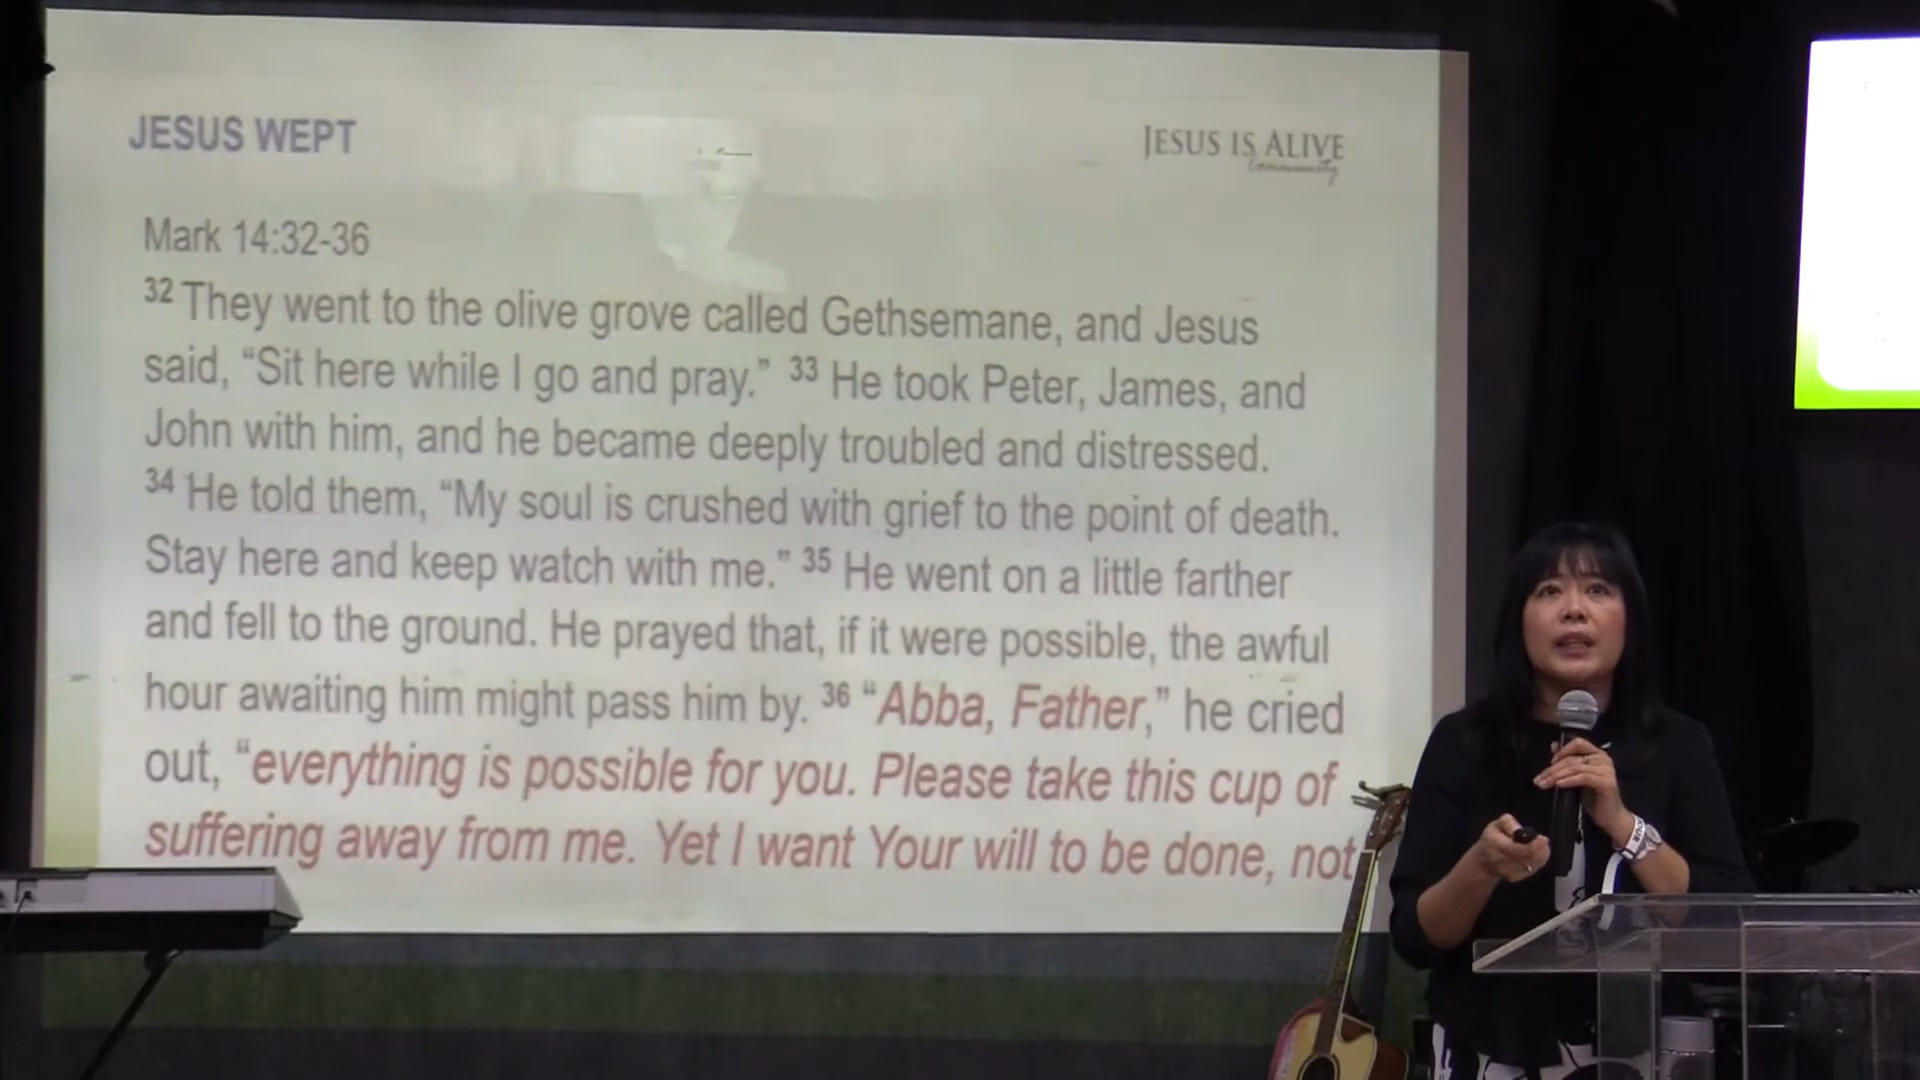 JESUS WEPT
JESUS IS ALIVE
Community
Mark 14:32-36
32 They went to the olive grove called Gethsemane, and Jesus
said, “Sit here while I go and pray.” 33 He took Peter, James, and
John with him, and he became deeply troubled and distressed.
34 He told them, “My soul is crushed with grief to the point of death.
Stay here and keep watch with me.” 35 He went on a little farther
and fell to the ground. He prayed that, if it were possible, the awful
hour awaiting him might pass him by. 36 “Abba, Father,” he cried
out, “everything is possible for you. Please take this cup of
suffering away from me. Yet I want Your will to be done, not